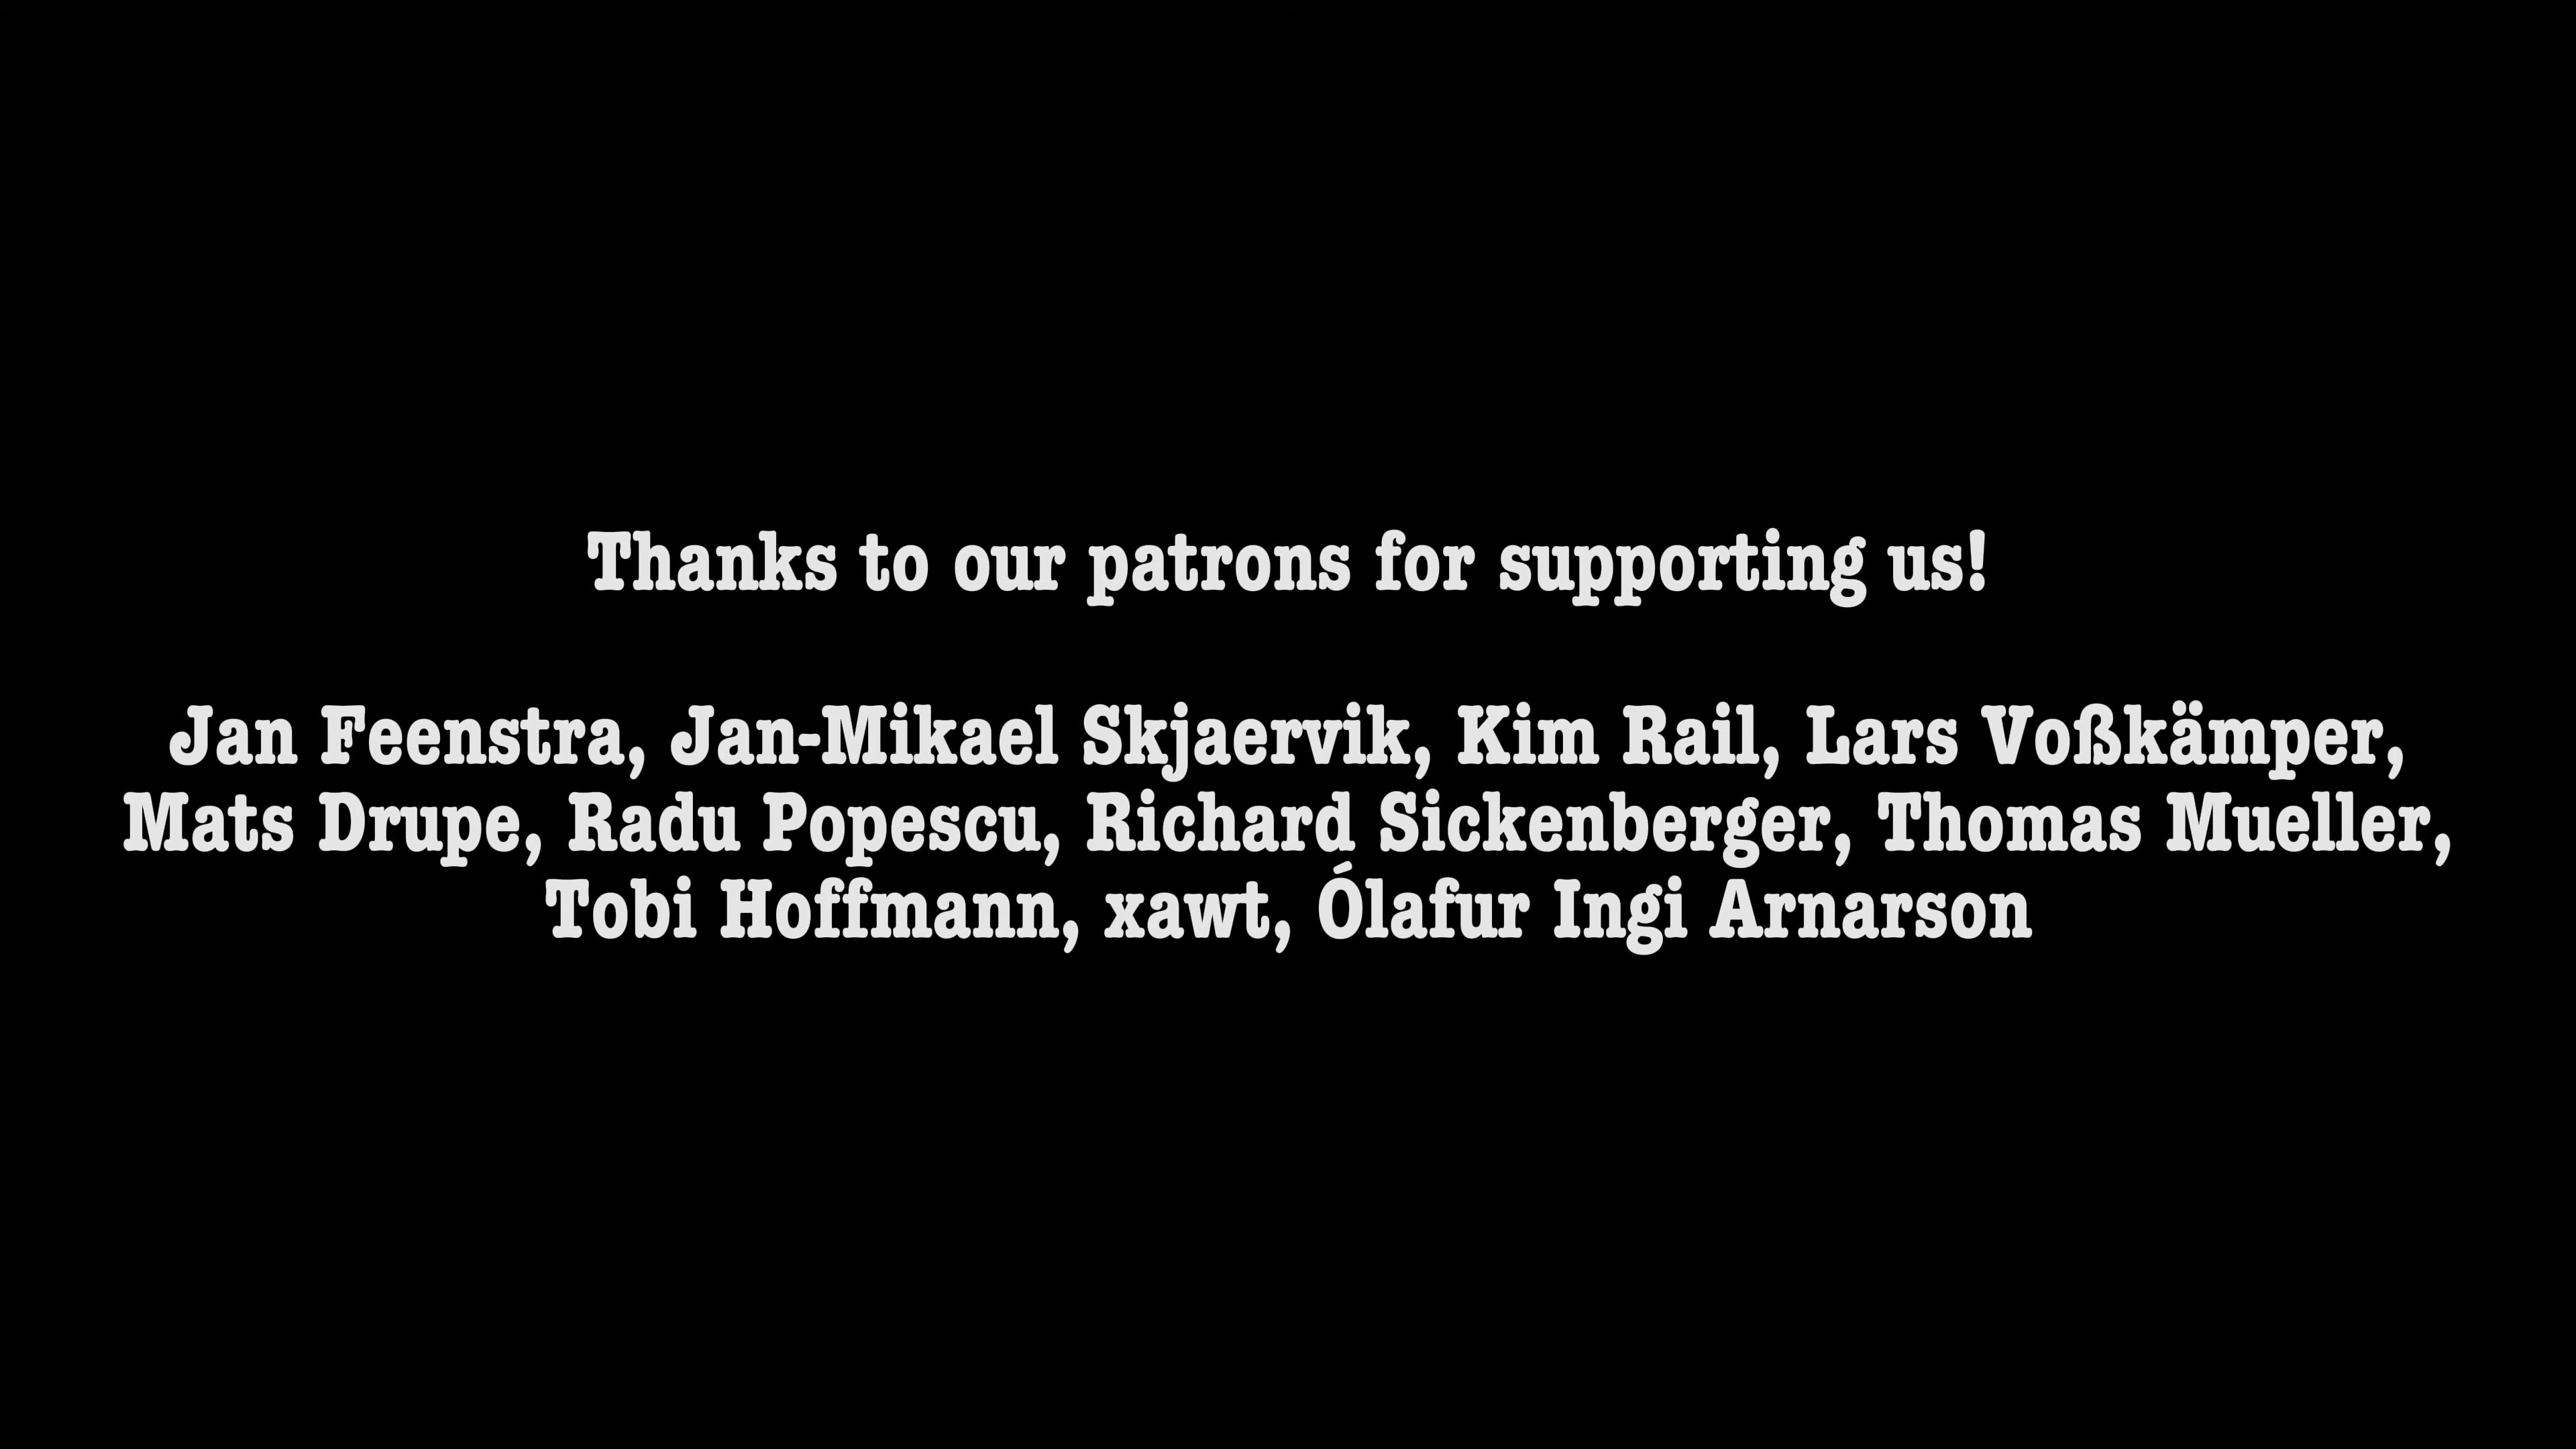 Thanks to our patrons for supporting us!
Jan Feenstra, Jan-Mikael Skjaervik, Kim Rail, Lars Voßkämper,
Mats Drupe, Radu Popescu, Richard Sickenberger, Thomas Mueller,
Tobi Hoffmann, xawt, Ólafur Ingi Arnarson